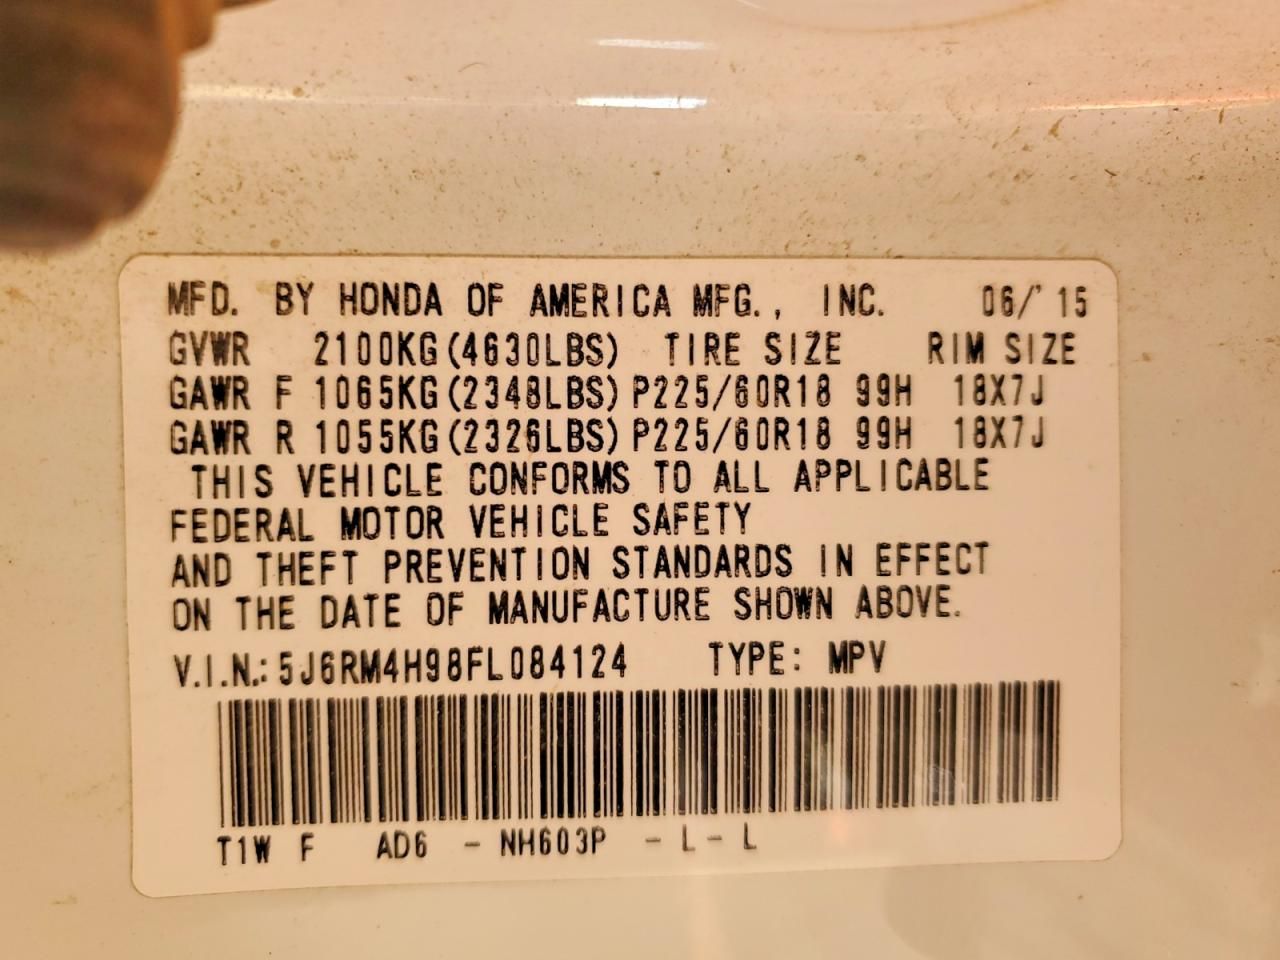 MFD. BY HONDA OF AMERICA MFG., INC. 06/'15
GVWR 2100KG(4630LBS) TIRE SIZE RIM SIZE
GAWR F 1065KG(2348LBS) P225/60R18 99H 18X7J
GAWR R 1055KG(2326LBS) P225/60R18 99H 18X7J
THIS VEHICLE CONFORMS TO ALL APPLICABLE
FEDERAL MOTOR VEHICLE SAFETY
AND THEFT PREVENTION STANDARDS IN EFFECT
ON THE DATE OF MANUFACTURE SHOWN ABOVE.
V.I.N.: 5J6RM4H98FL084124 TYPE: MPV
T1W F AD6 - NH603P - L - L